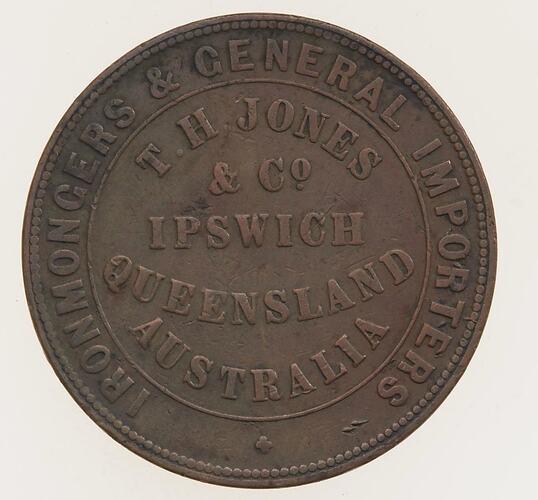 IRONMONGERS & GENERAL IMPORTERS
T. H JONES
& Co
IPSWICH
QUEENSLAND
AUSTRALIA